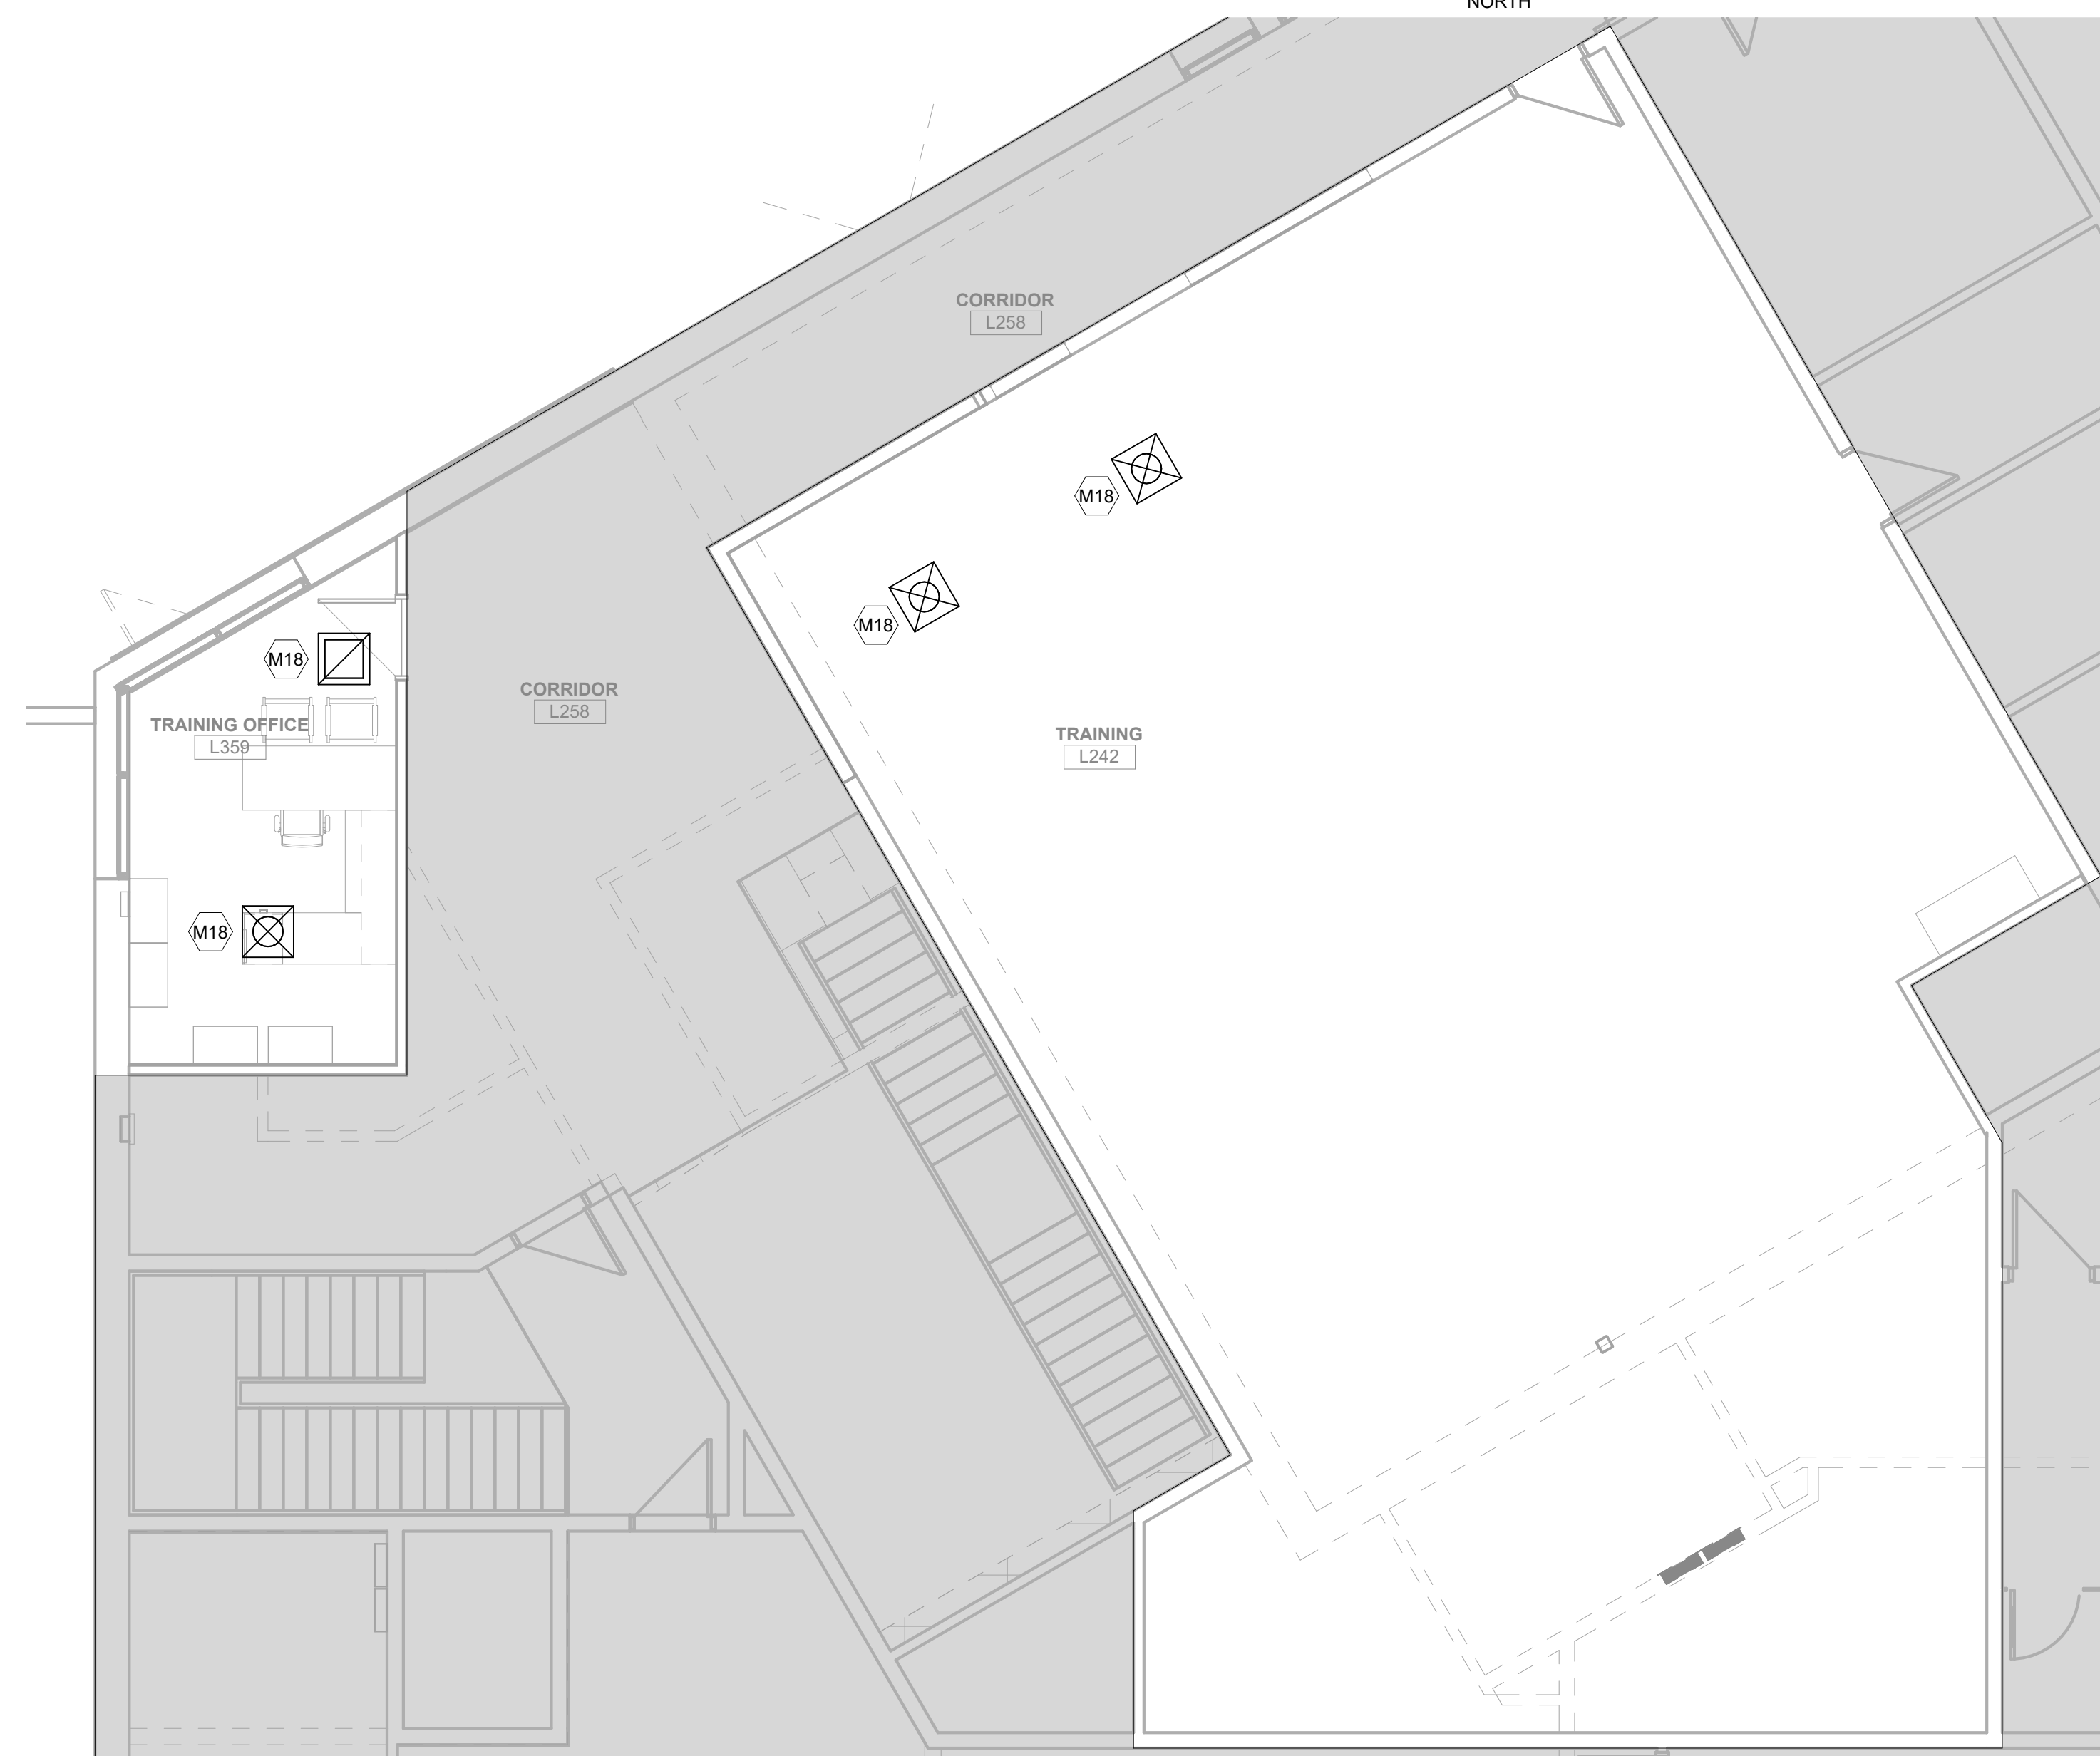 NORTH
CORRIDOR
L258
M18
M18
M18
CORRIDOR
L258
TRAINING OFFICE
L359
TRAINING
L242
M18